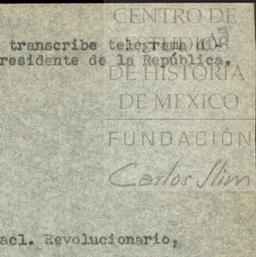 CENTRO DE
ESTUDIOS
DE HISTORIA
DE MEXICO
FUNDACIÓN
Carlos Slim
transcribe telegrama d
residente de la República.
acl. Revolucionario,